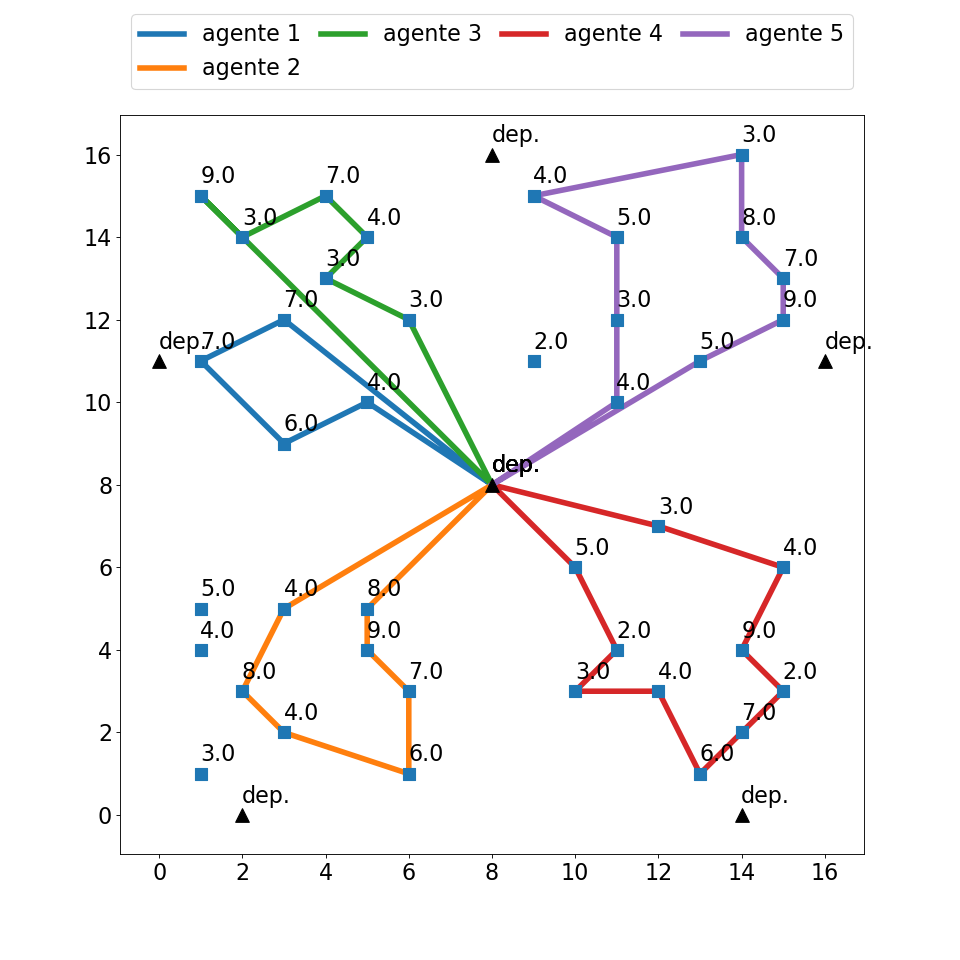 agente 1 agente 3 agente 4 agente 5
agente 2
dep. 3.0
16
9.0 7.0 4.0
3.0 4.0 5.0 8.0
14
3.0 7.0
7.0 3.0 9.0
12
dep. 7.0 2.0 5.0 dep.
4.0 4.0
10
6.0
dep. dep.
8
3.0
5.0 4.0
6
5.0 4.0 8.0
4.0 9.0 2.0 9.0
4
8.0 7.0 3.0 4.0 2.0
4.0 7.0
2
3.0 6.0 6.0
dep. dep.
0
0 2 4 6 8 10 12 14 16